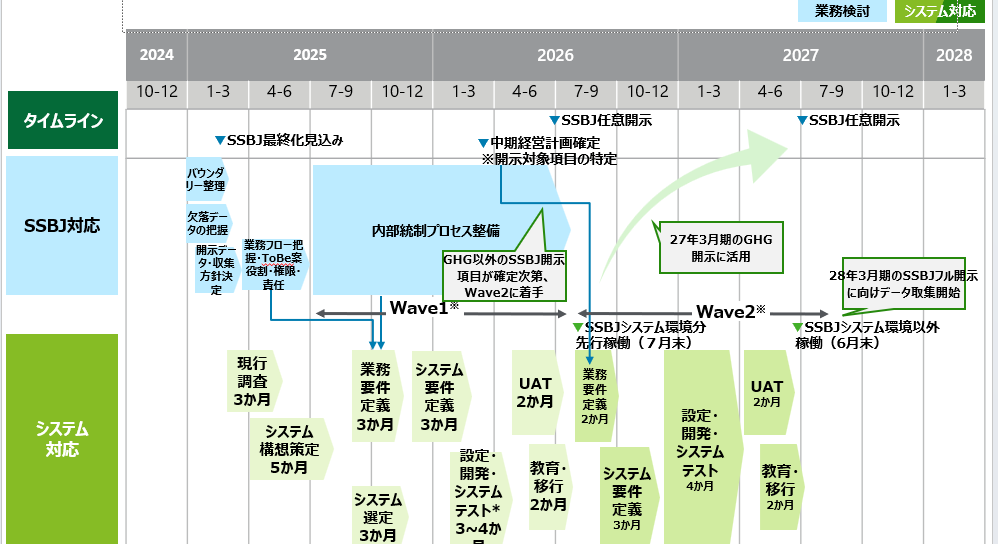 業務検討
システム対応
2024
2025
2026
2027
2028
10-12
1-3
4-6
7-9
10-12
1-3
4-6
7-9
10-12
1-3
4-6
7-9
10-12
1-3
タイムライン
▼SSBJ最終化見込み
▼中期経営計画確定
※開示対象項目の特定
▼SSBJ任意開示
▼SSBJ任意開示
SSBJ対応
バウンダ
リー整理
欠落デー
タの把握
開示デー
タ・収集
方針決
定
業務フロー把
握・ToBe案
役割・権限・
責任
内部統制プロセス整備
GHG以外のSSBJ開示
項目が確定次第、
Wave2に着手
27年3月期のGHG
開示に活用
28年3月期のSSBJフル開示
に向けデータ収集開始
Wave1※
Wave2※
▼SSBJシステム環境分
先行稼働（７月末）
▼SSBJシステム環境以外
稼働（6月末）
システム
対応
現行
調査
3か月
システム
構想策定
5か月
システム
選定
3か月
業務
要件
定義
3か月
システム
要件
定義
3か月
設定・
開発・
システム
テスト*
3~4か
月
UAT
2か月
教育・
移行
2か月
業務
要件
定義
2か月
システム
要件
定義
3か月
設定・
開発・
システム
テスト
4か月
UAT
2か月
教育・
移行
2か月